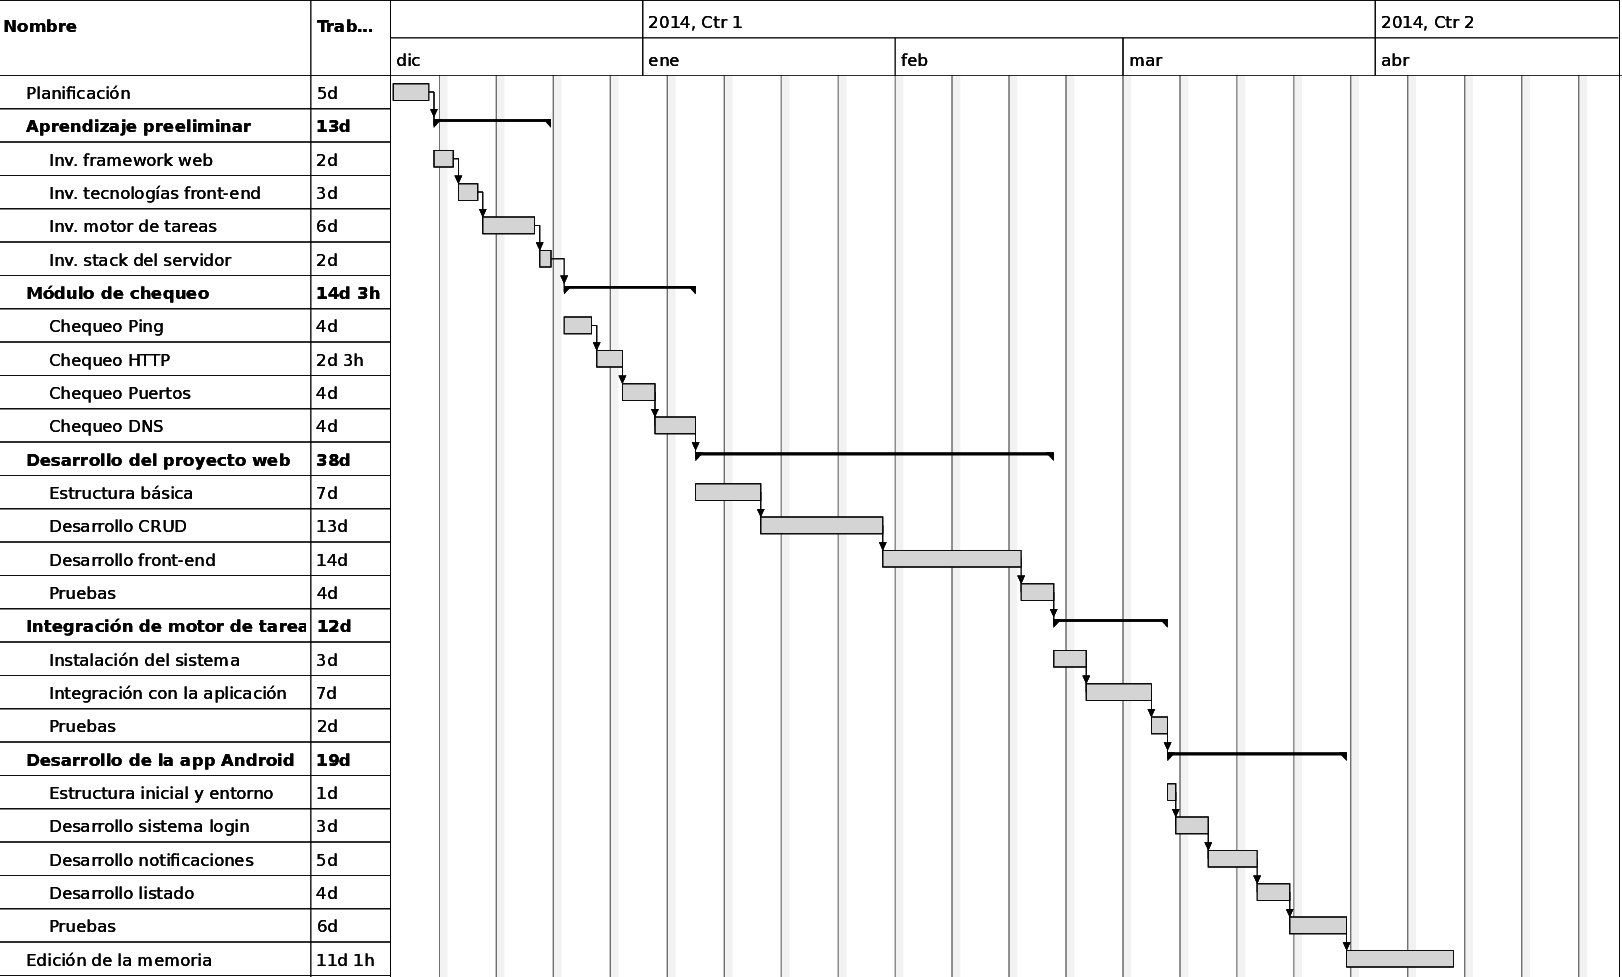 Nombre Trab...
2014, Ctr 1 2014, Ctr 2
dic ene feb mar abr
Planificación 5d
Aprendizaje preeliminar 13d
Inv. framework web 2d
Inv. tecnologías front-end 3d
Inv. motor de tareas 6d
Inv. stack del servidor 2d
Módulo de chequeo 14d 3h
Chequeo Ping 4d
Chequeo HTTP 2d 3h
Chequeo Puertos 4d
Chequeo DNS 4d
Desarrollo del proyecto web 38d
Estructura básica 7d
Desarrollo CRUD 13d
Desarrollo front-end 14d
Pruebas 4d
Integración de motor de tarea 12d
Instalación del sistema 3d
Integración con la aplicación 7d
Pruebas 2d
Desarrollo de la app Android 19d
Estructura inicial y entorno 1d
Desarrollo sistema login 3d
Desarrollo notificaciones 5d
Desarrollo listado 4d
Pruebas 6d
Edición de la memoria 11d 1h